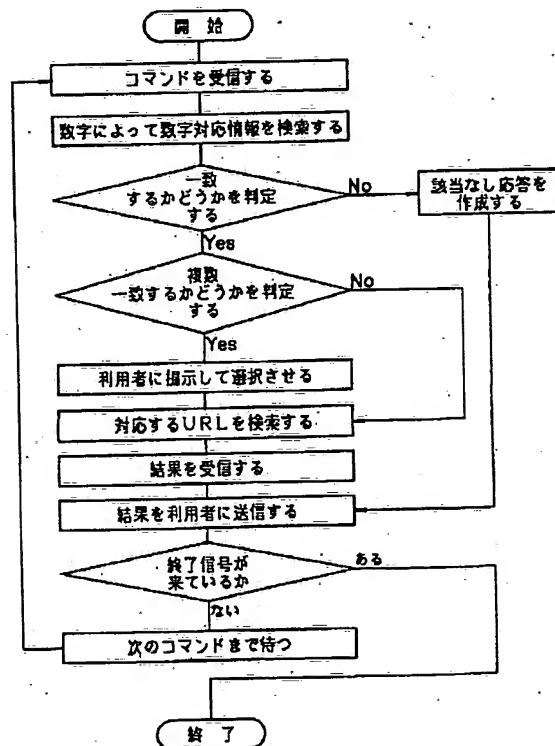 開 始
コマンドを受信する
数字によって数字対応情報を検索する
一致
するかどうかを判定
する
No
該当なし応答を
作成する
Yes
複数
一致するかどうかを判定
する
No
Yes
利用者に提示して選択させる
対応するURLを検索する
結果を受信する
結果を利用者に送信する
終了信号が
来ているか
ある
ない
次のコマンドまで待つ
終 了